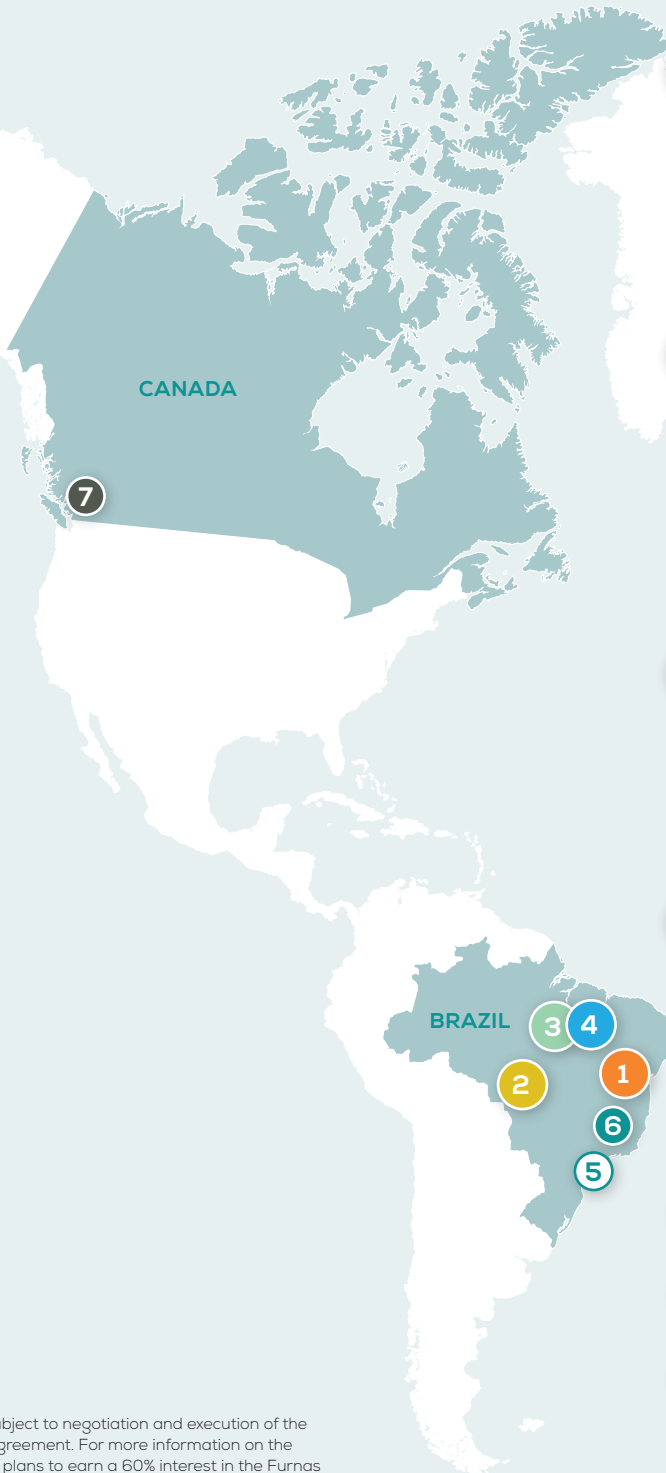 CANADA
7
BRAZIL
3
4
1
2
6
5
bject to negotiation and execution of the
greement. For more information on the
plans to earn a 60% interest in the Furnas